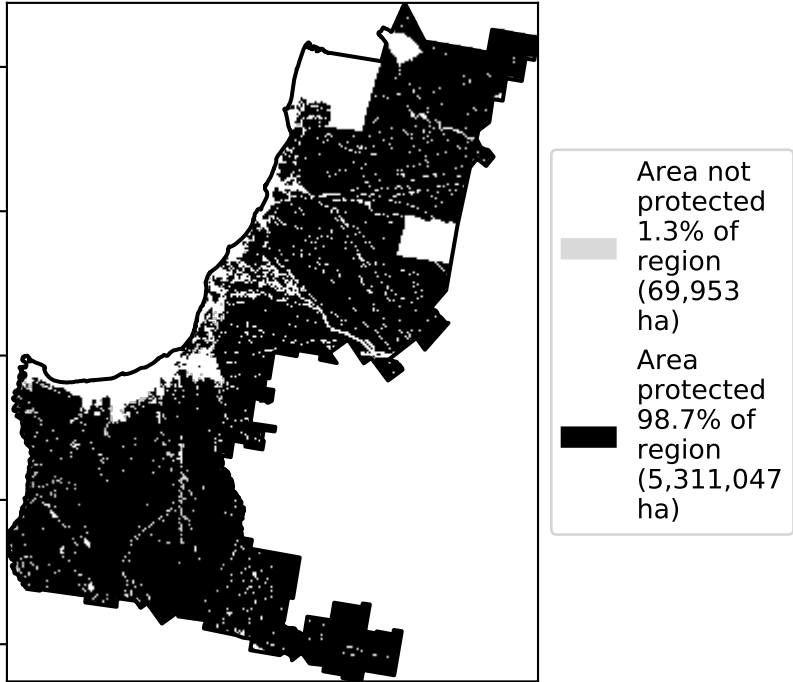 Area not
protected
1.3% of
region
(69,953
ha)
Area
protected
98.7% of
region
(5,311,047
ha)